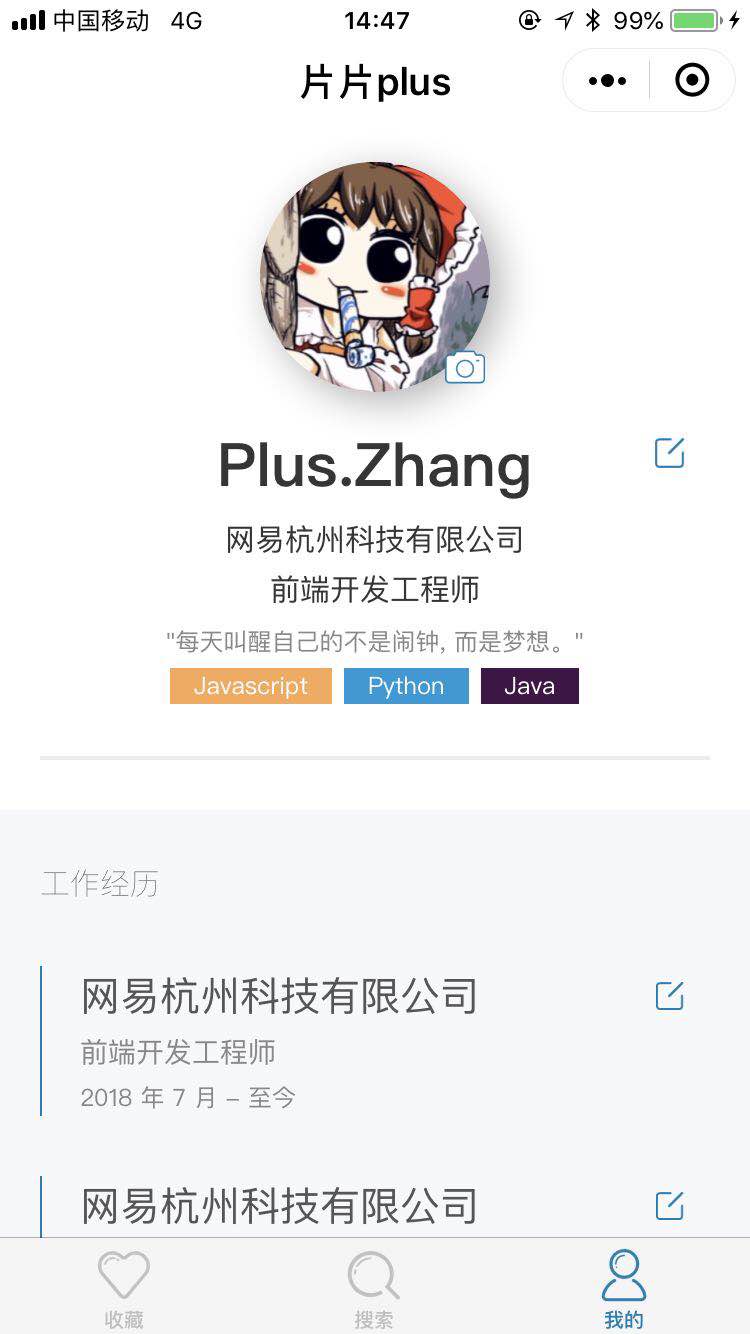 中国移动 4G 14:47 99%
片片plus
Plus.Zhang
网易杭州科技有限公司
前端开发工程师
"每天叫醒自己的不是闹钟, 而是梦想。"
Javascript Python Java
工作经历
网易杭州科技有限公司
前端开发工程师
2018 年 7 月 – 至今
网易杭州科技有限公司
收藏 搜索 我的